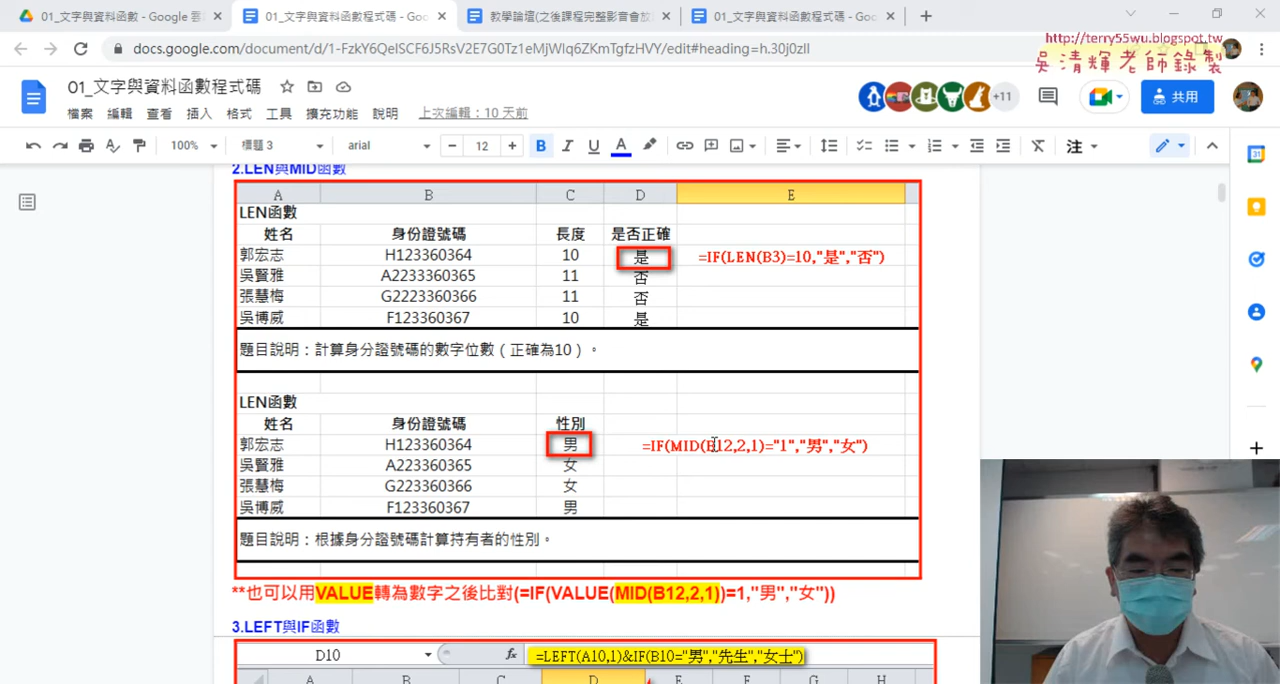 01_文字與資料函數 - Google 雲
01_文字與資料函數程式碼 - Goo
教學論壇(之後課程完整影音會放
01_文字與資料函數程式碼 - Goo
docs.google.com/document/d/1-FzkY6QelSCF6J5RsV2E7G0Tz1eMjWlq6ZKmTgfzHVY/edit#heading=h.30j0zll
http://terry55wu.blogspot.tw
吳清輝老師錄製
01_文字與資料函數程式碼
+11
共用
檔案 編輯 查看 插入 格式 工具 擴充功能 說明 上次編輯：10 天前
100% 標題 3 arial 12 B I U A 注
2.LEN與MID函數
A B C D E
LEN函數
姓名 身份證號碼 長度 是否正確
郭宏志 H123360364 10 是 =IF(LEN(B3)=10,"是","否")
吳賢雅 A2233360365 11 否
張慧梅 G2223360366 11 否
吳博威 F123360367 10 是
題目說明：計算身分證號碼的數字位數（正確為10）。
LEN函數
姓名 身份證號碼 性別
郭宏志 H123360364 男 =IF(MID(B12,2,1)="1","男","女")
吳賢雅 A223360365 女
張慧梅 G223360366 女
吳博威 F123360367 男
題目說明：根據身分證號碼計算持有者的性別。
**也可以用VALUE轉為數字之後比對(=IF(VALUE(MID(B12,2,1))=1,"男","女"))
3.LEFT與IF函數
D10 fx =LEFT(A10,1)&IF(B10="男","先生","女士")
A B C D E F G H